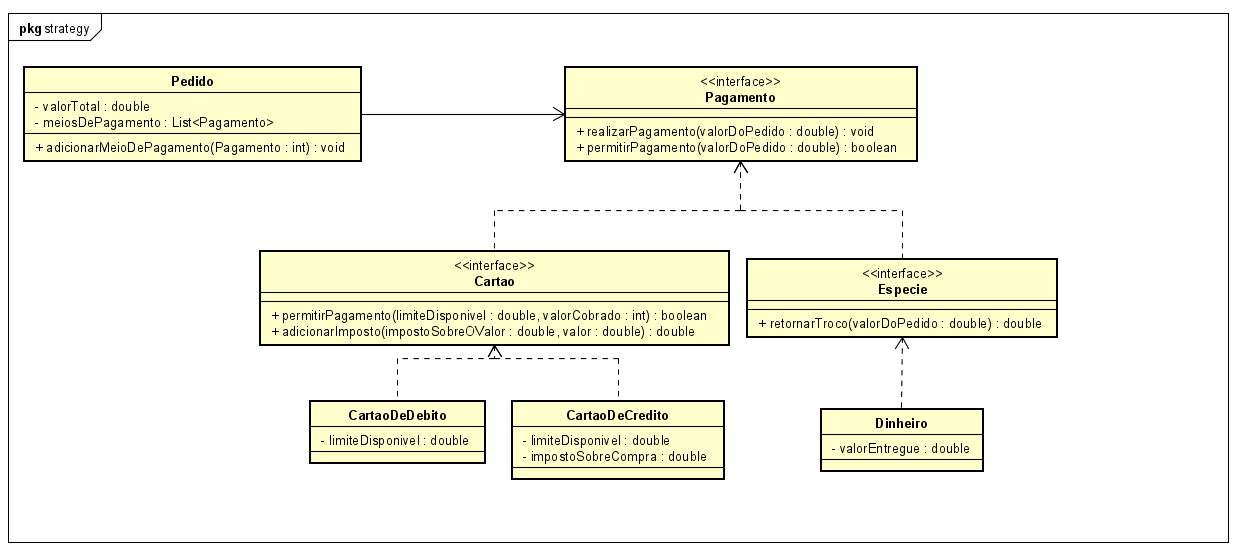 pkg strategy
Pedido
- valorTotal : double
- meiosDePagamento : List<Pagamento>
+ adicionarMeioDePagamento(Pagamento : int) : void
<<interface>>
Pagamento
+ realizarPagamento(valorDoPedido : double) : void
+ permitirPagamento(valorDoPedido : double) : boolean
<<interface>>
Cartao
+ permitirPagamento(limiteDisponivel : double, valorCobrado : int) : boolean
+ adicionarImposto(impostoSobreOValor : double, valor : double) : double
<<interface>>
Especie
+ retornarTroco(valorDoPedido : double) : double
CartaoDeDebito
- limiteDisponivel : double
CartaoDeCredito
- limiteDisponivel : double
- impostoSobreCompra : double
Dinheiro
- valorEntregue : double